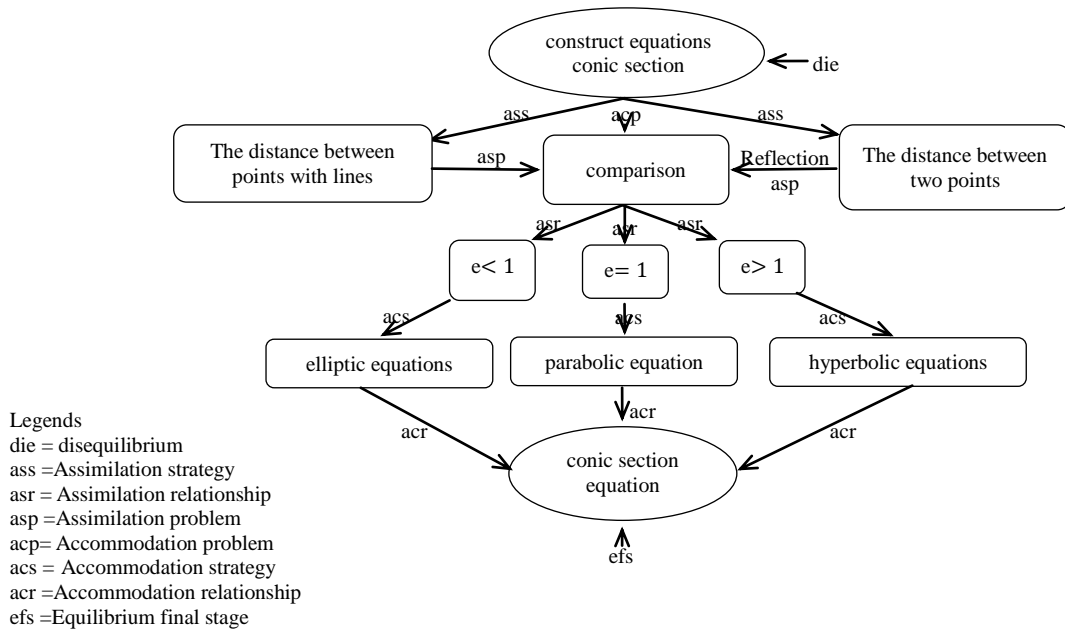 construct equations
conic section
die
ass
acp
ass
The distance between
points with lines
asp
comparison
Reflection
asp
The distance between
two points
asr
asr
asr
e< 1
e= 1
e> 1
acs
acs
acs
elliptic equations
parabolic equation
hyperbolic equations
acr
acr
acr
conic section
equation
efs
Legends
die = disequilibrium
ass =Assimilation strategy
asr = Assimilation relationship
asp =Assimilation problem
acp= Accommodation problem
acs = Accommodation strategy
acr =Accommodation relationship
efs =Equilibrium final stage